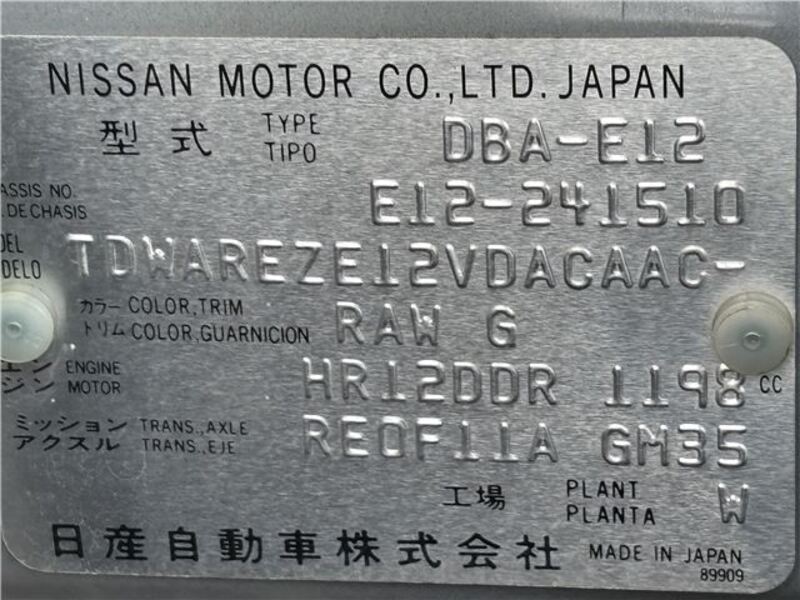 NISSAN MOTOR CO.,LTD. JAPAN
型式 TYPE DBA-E12
TIPO
ASSIS NO. E12-241510
. DE CHASIS
DEL TDWAREZE12VDACAAC-
DELO
カラー COLOR,TRIM RAW G
トリム COLOR,GUARNICION
エン ENGINE HR12DDR 1198 CC
ジン MOTOR
ミッション TRANS.,AXLE RE0F11A GM35
アクスル TRANS.,EJE
工場 PLANT W
PLANTA
日産自動車株式会社 MADE IN JAPAN
89909